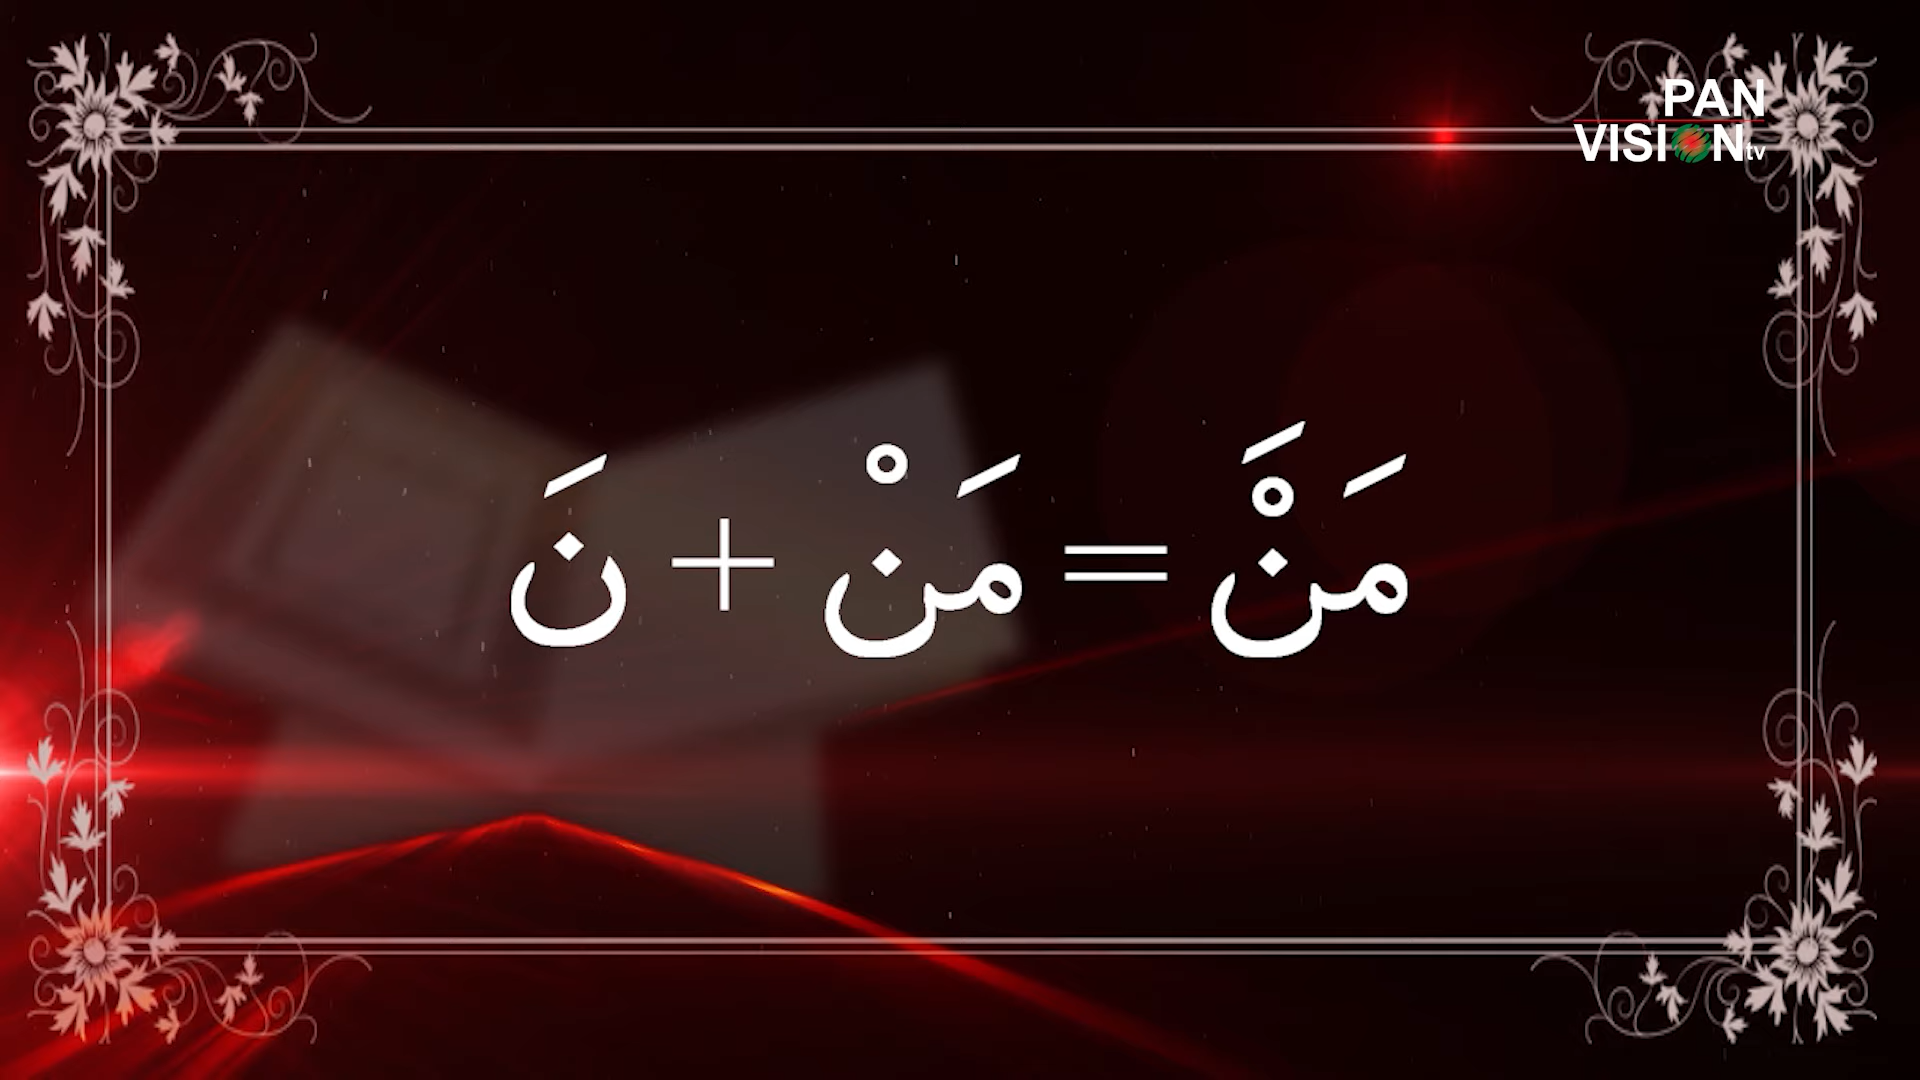 PAN
VISION tv
مَنْ‌َ = مَنْ + نَ